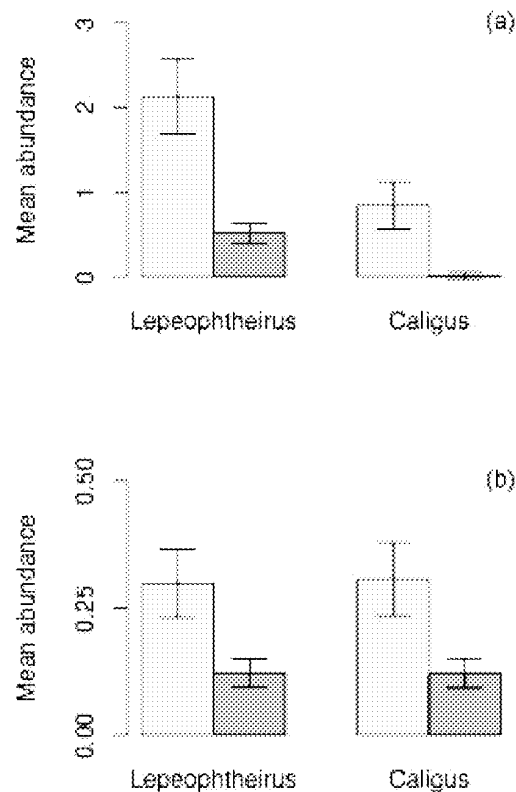 (a)
Mean abundance
3
2
1
0
Lepeophtheirus Caligus
(b)
Mean abundance
0.50
0.25
0.00
Lepeophtheirus Caligus